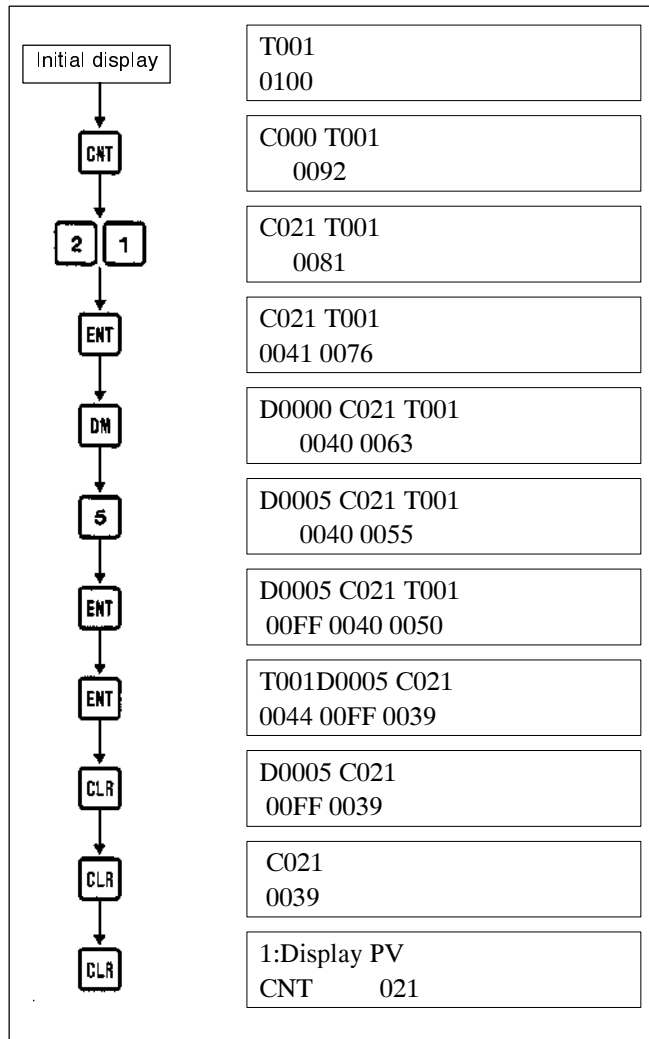 Initial display
T001
0100
CNT
C000 T001
0092
2 1
C021 T001
0081
ENT
C021 T001
0041 0076
DM
D0000 C021 T001
0040 0063
5
D0005 C021 T001
0040 0055
ENT
D0005 C021 T001
00FF 0040 0050
ENT
T001D0005 C021
0044 00FF 0039
CLR
D0005 C021
00FF 0039
CLR
C021
0039
CLR
1:Display PV
CNT 021